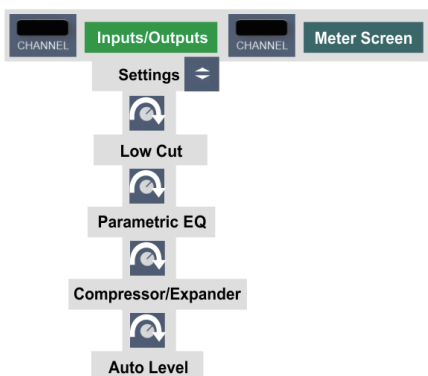 CHANNEL Inputs/Outputs CHANNEL Meter Screen
Settings
Low Cut
Parametric EQ
Compressor/Expander
Auto Level